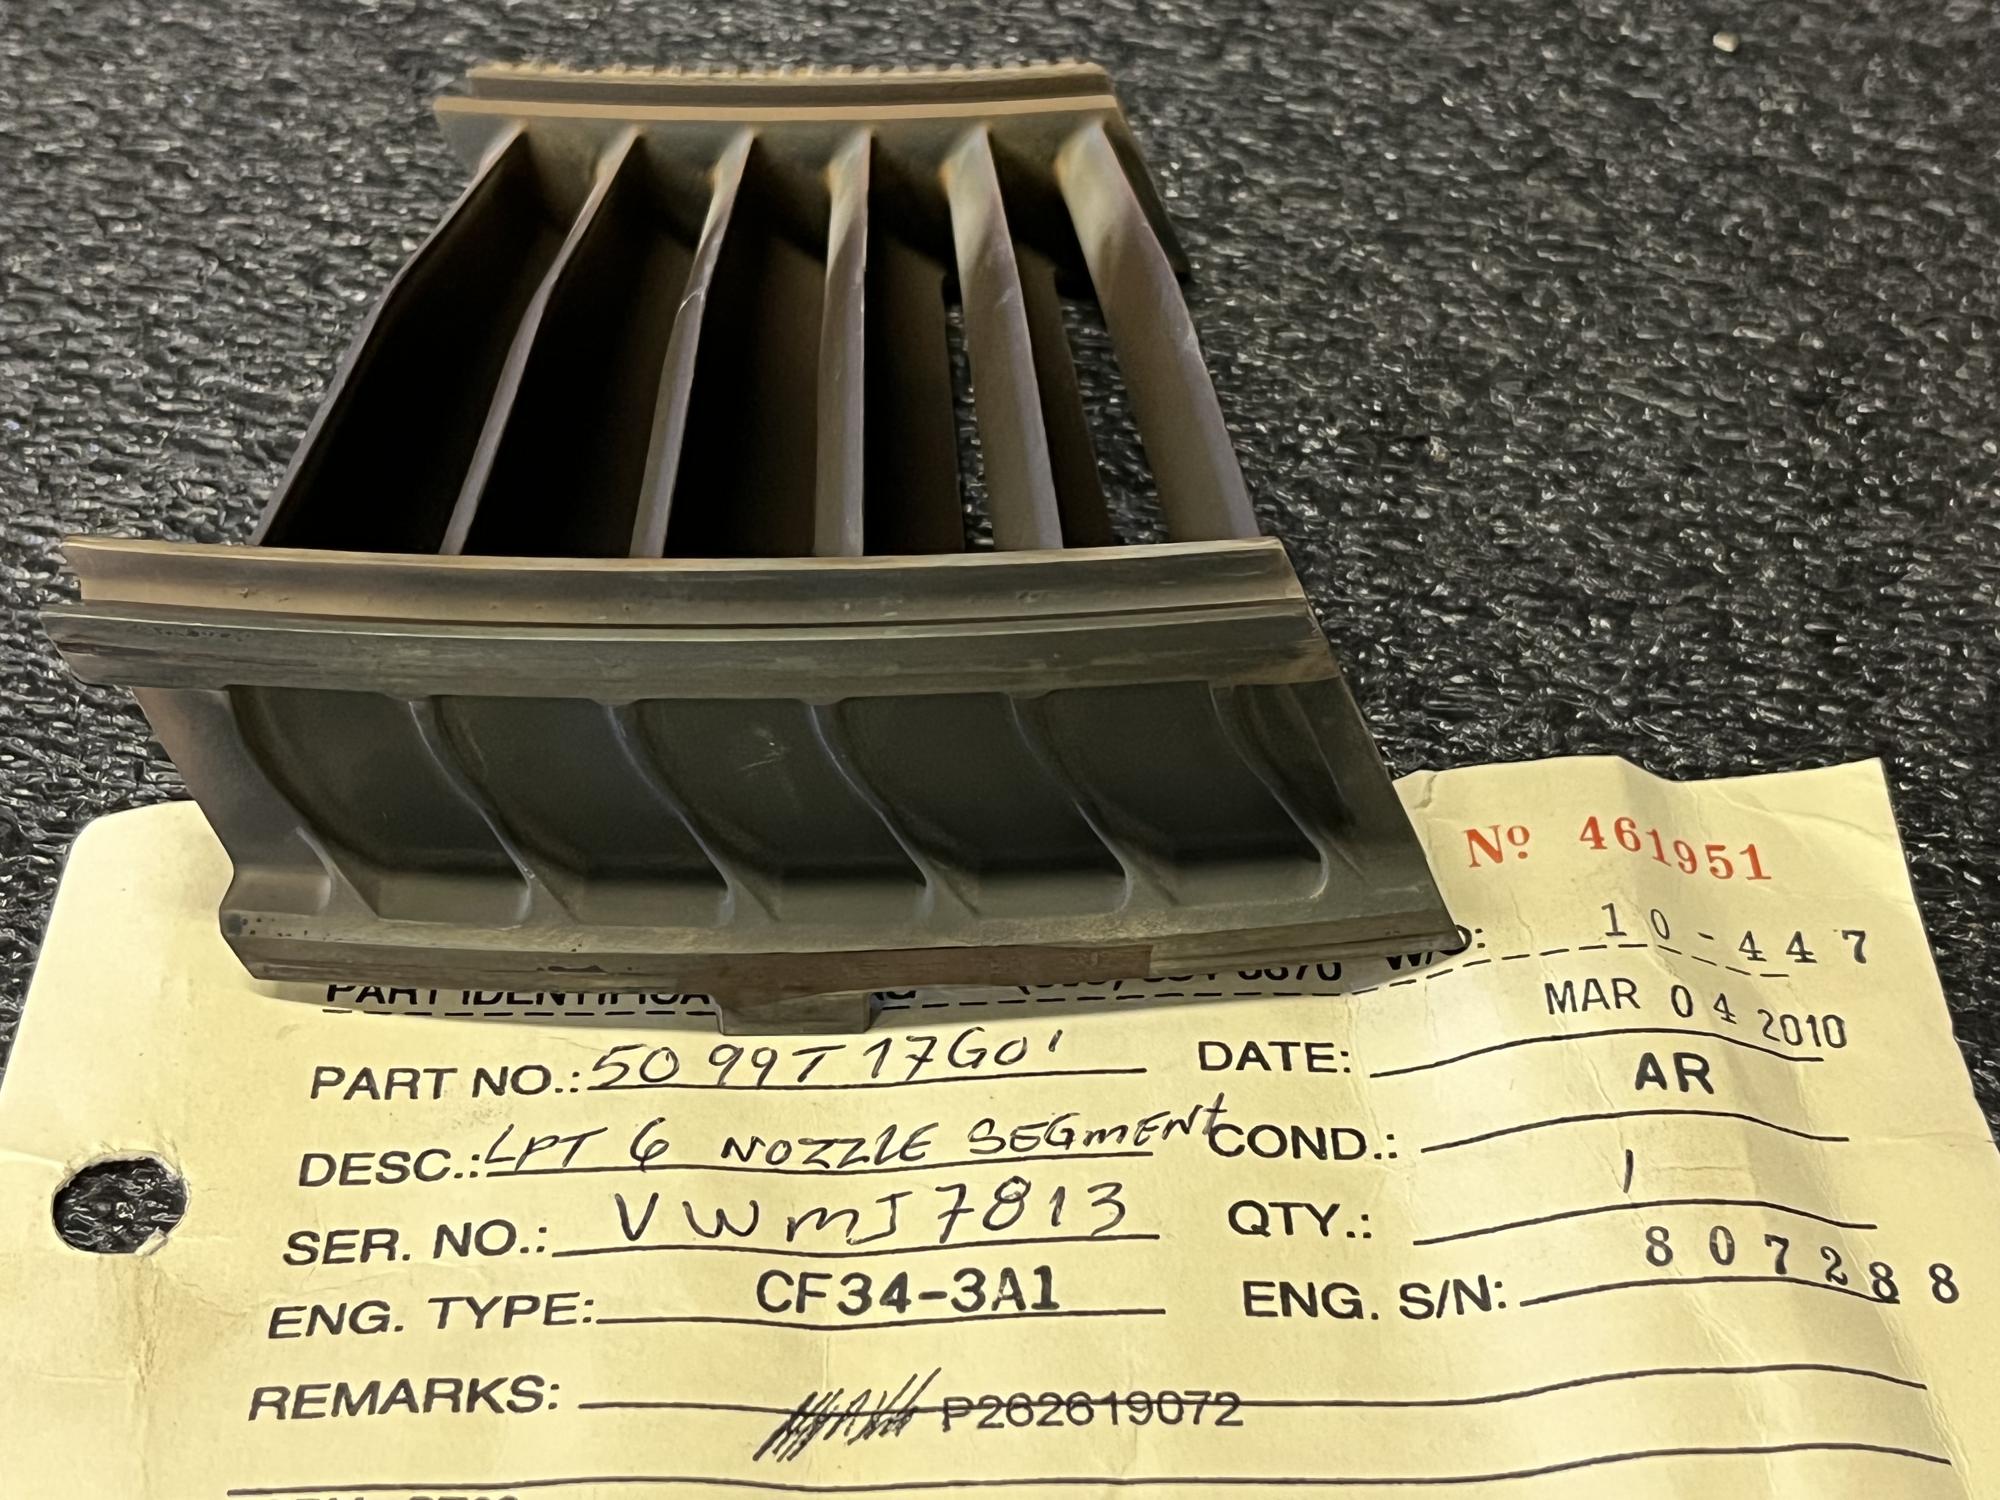 Nº 461951
10-447
PART
PART NO.: 5099T17G01 DATE: MAR 04 2010
DESC.: LPT 6 NOZZLE SEGMENT COND.: AR
SER. NO.: VWMJ7813 QTY.: 1
ENG. TYPE: CF34-3A1 ENG. S/N: 807288
REMARKS: P262619072